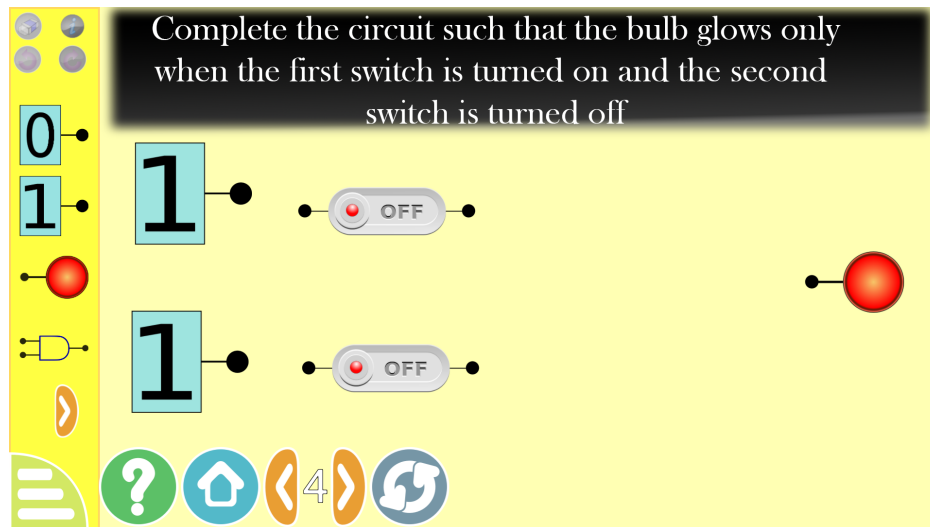 Complete the circuit such that the bulb glows only
when the first switch is turned on and the second
switch is turned off
0
1
1
OFF
1
OFF
?
4